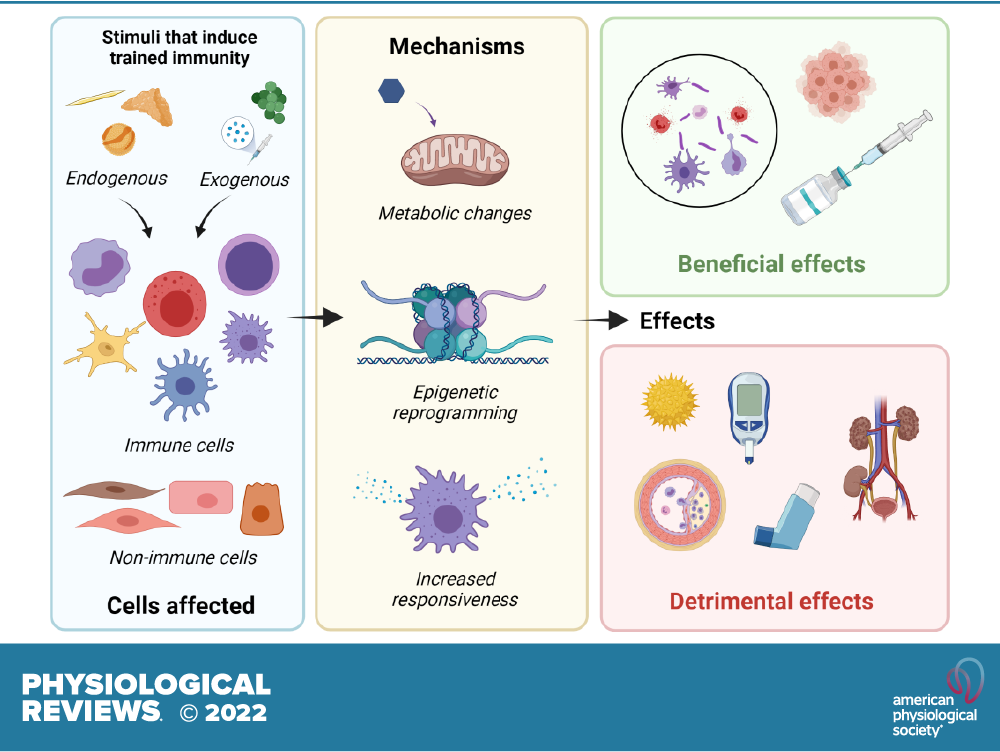 Stimuli that induce
trained immunity
Endogenous
Exogenous
Immune cells
Non-immune cells
Cells affected
Mechanisms
Metabolic changes
Epigenetic
reprogramming
Increased
responsiveness
Beneficial effects
Effects
Detrimental effects
PHYSIOLOGICAL
REVIEWS. © 2022
american
physiological
society